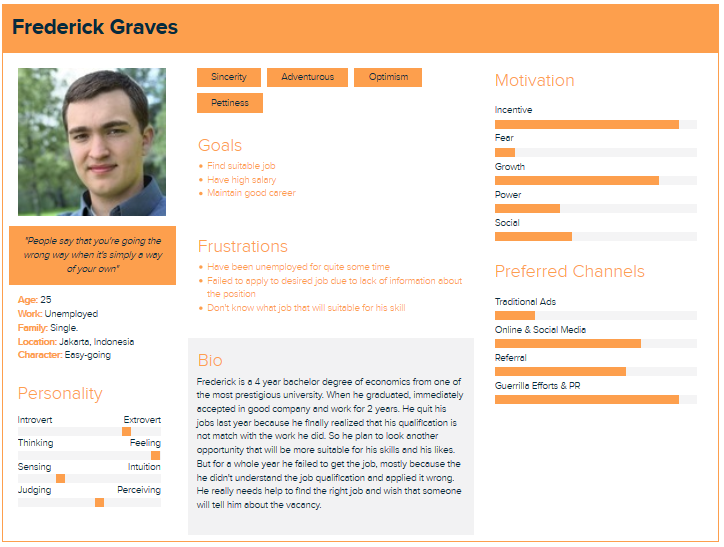 Frederick Graves
"People say that you're going the
wrong way when it's simply a way
of your own"
Age: 25
Work: Unemployed
Family: Single.
Location: Jakarta, Indonesia
Character: Easy-going
Personality
Introvert Extrovert
Thinking Feeling
Sensing Intuition
Judging Perceiving
Sincerity Adventurous Optimism
Pettiness
Goals
Find suitable job
Have high salary
Maintain good career
Frustrations
Have been unemployed for quite some time
Failed to apply to desired job due to lack of information about
the position
Don't know what job that will suitable for his skill
Bio
Frederick is a 4 year bachelor degree of economics from one of
the most prestigious university. When he graduated, immediately
accepted in good company and work for 2 years. He quit his
jobs last year because he finally realized that his qualification is
not match with the work he did. So he plan to look another
opportunity that will be more suitable for his skills and his likes.
But for a whole year he failed to get the job, mostly because the
he didn't understand the job qualification and applied it wrong.
He really needs help to find the right job and wish that someone
will tell him about the vacancy.
Motivation
Incentive
Fear
Growth
Power
Social
Preferred Channels
Traditional Ads
Online & Social Media
Referral
Guerrilla Efforts & PR